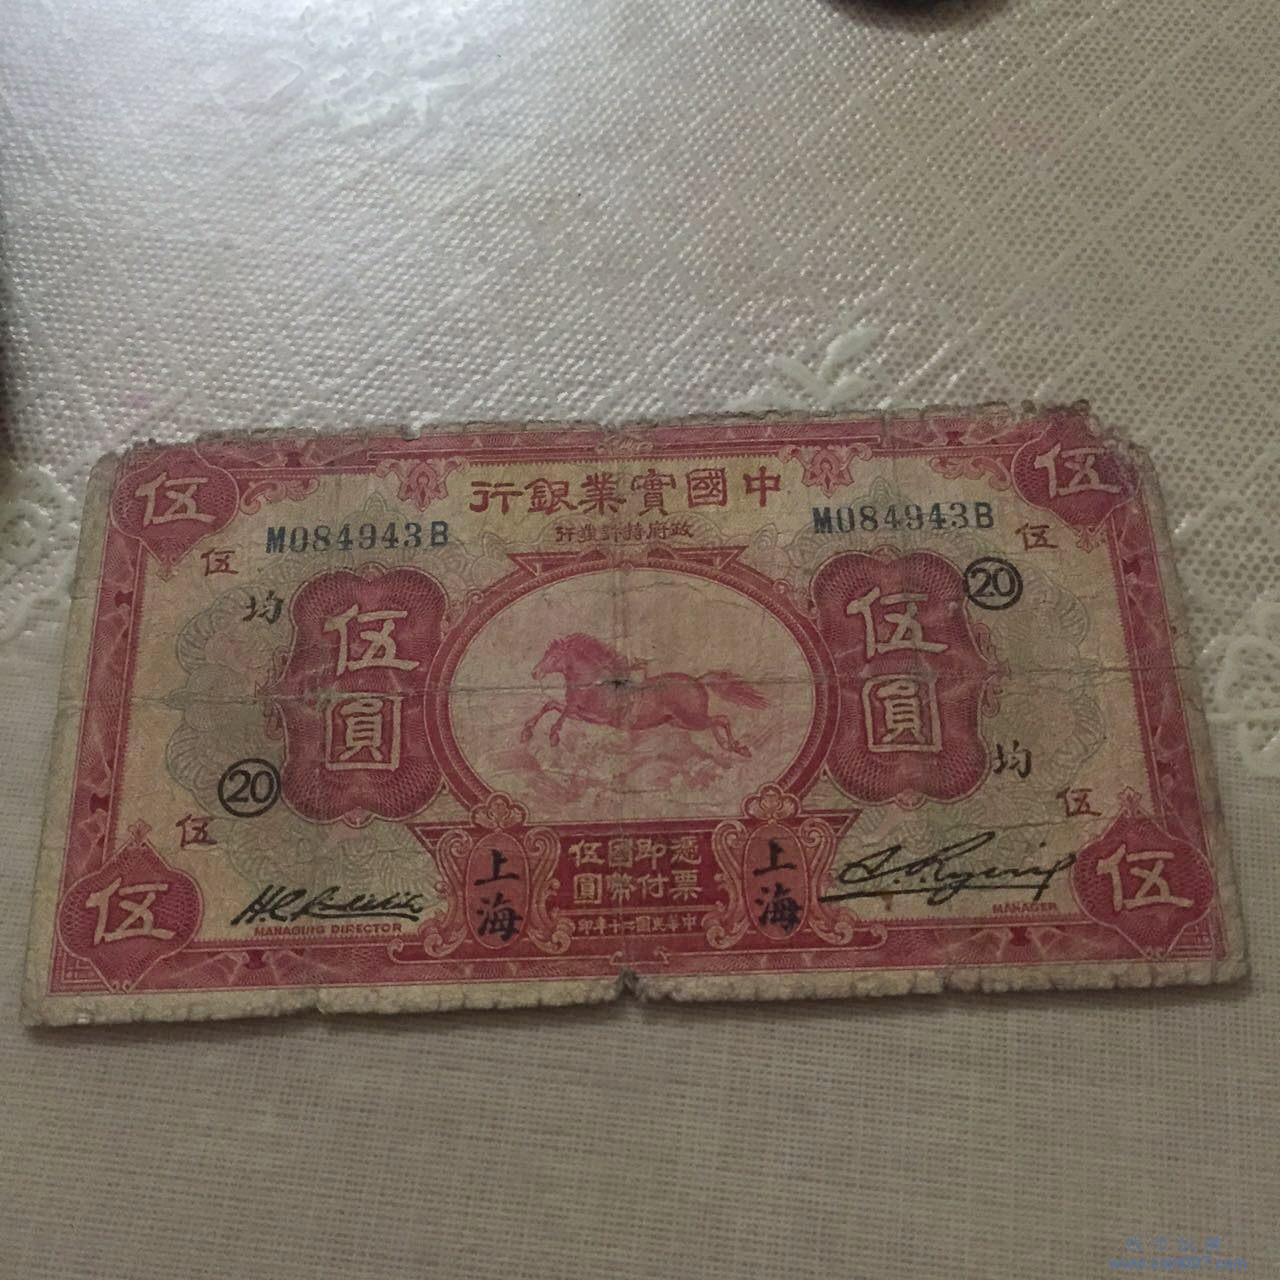 伍 伍
中國實業銀行
政府特許發行
M084943B M084943B
伍 伍
均 20
伍圓 伍圓
20 均
伍 伍
上海 憑票即付國幣伍圓 上海
中華民國二十年印
伍 伍
MANAGING DIRECTOR MANAGER